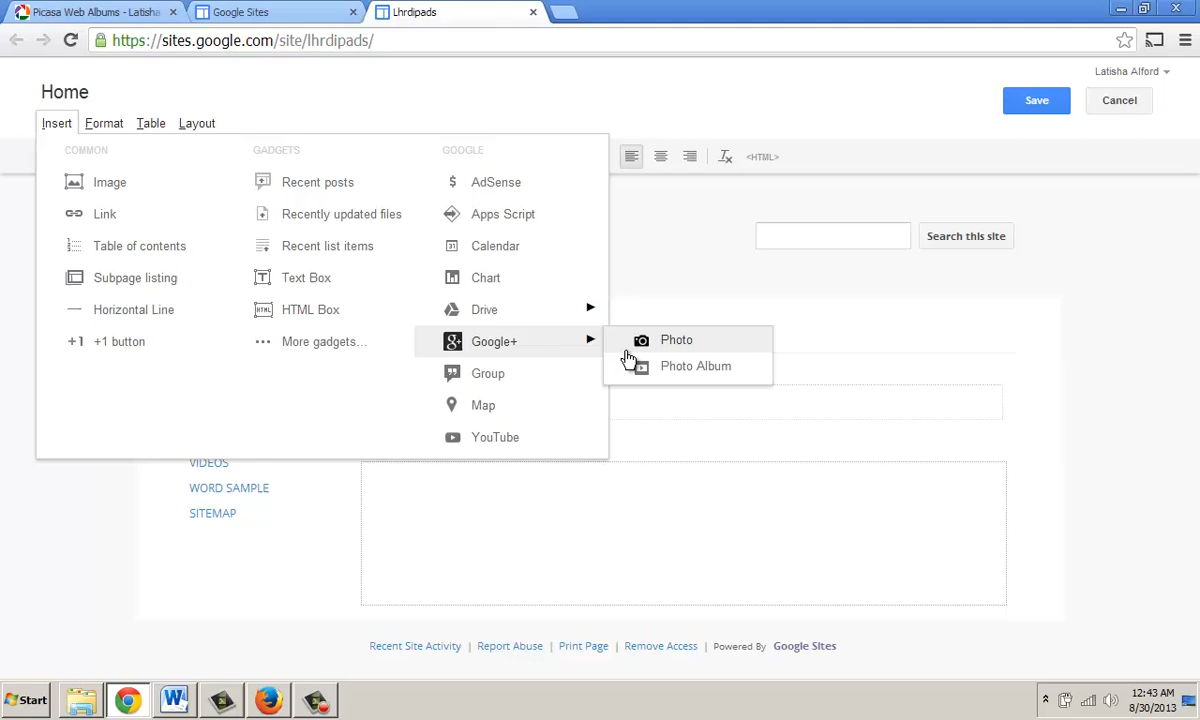 Picasa Web Albums - Latisha
Google Sites
Lhrdipads
https://sites.google.com/site/lhrdipads/
Latisha Alford
Home
Save
Cancel
Insert
Format
Table
Layout
<HTML>
COMMON
Image
Link
Table of contents
Subpage listing
Horizontal Line
+1 +1 button
GADGETS
Recent posts
Recently updated files
Recent list items
Text Box
HTML Box
More gadgets...
GOOGLE
AdSense
Apps Script
Calendar
Chart
Drive
Google+
Group
Map
YouTube
Photo
Photo Album
Search this site
VIDEOS
WORD SAMPLE
SITEMAP
Recent Site Activity | Report Abuse | Print Page | Remove Access | Powered By Google Sites
Start
12:43 AM
8/30/2013